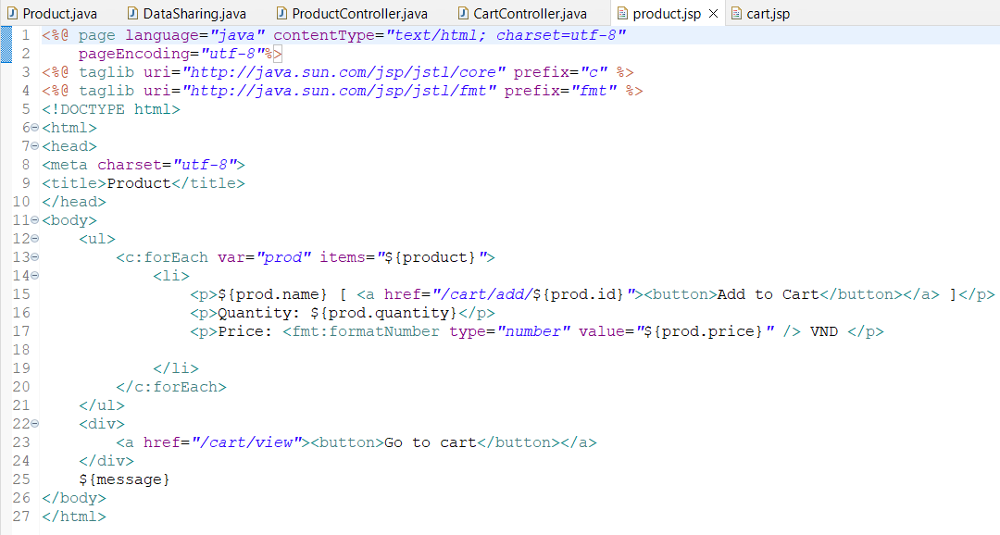 Product.java DataSharing.java ProductController.java CartController.java product.jsp cart.jsp
1 <%@ page language="java" contentType="text/html; charset=utf-8"
2     pageEncoding="utf-8"%>
3 <%@ taglib uri="http://java.sun.com/jsp/jstl/core" prefix="c" %>
4 <%@ taglib uri="http://java.sun.com/jsp/jstl/fmt" prefix="fmt" %>
5 <!DOCTYPE html>
6 <html>
7 <head>
8 <meta charset="utf-8">
9 <title>Product</title>
10 </head>
11 <body>
12     <ul>
13         <c:forEach var="prod" items="${product}">
14             <li>
15                 <p>${prod.name} [ <a href="/cart/add/${prod.id}"><button>Add to Cart</button></a> ]</p>
16                 <p>Quantity: ${prod.quantity}</p>
17                 <p>Price: <fmt:formatNumber type="number" value="${prod.price}" /> VND </p>
18
19             </li>
20         </c:forEach>
21     </ul>
22     <div>
23         <a href="/cart/view"><button>Go to cart</button></a>
24     </div>
25     ${message}
26 </body>
27 </html>